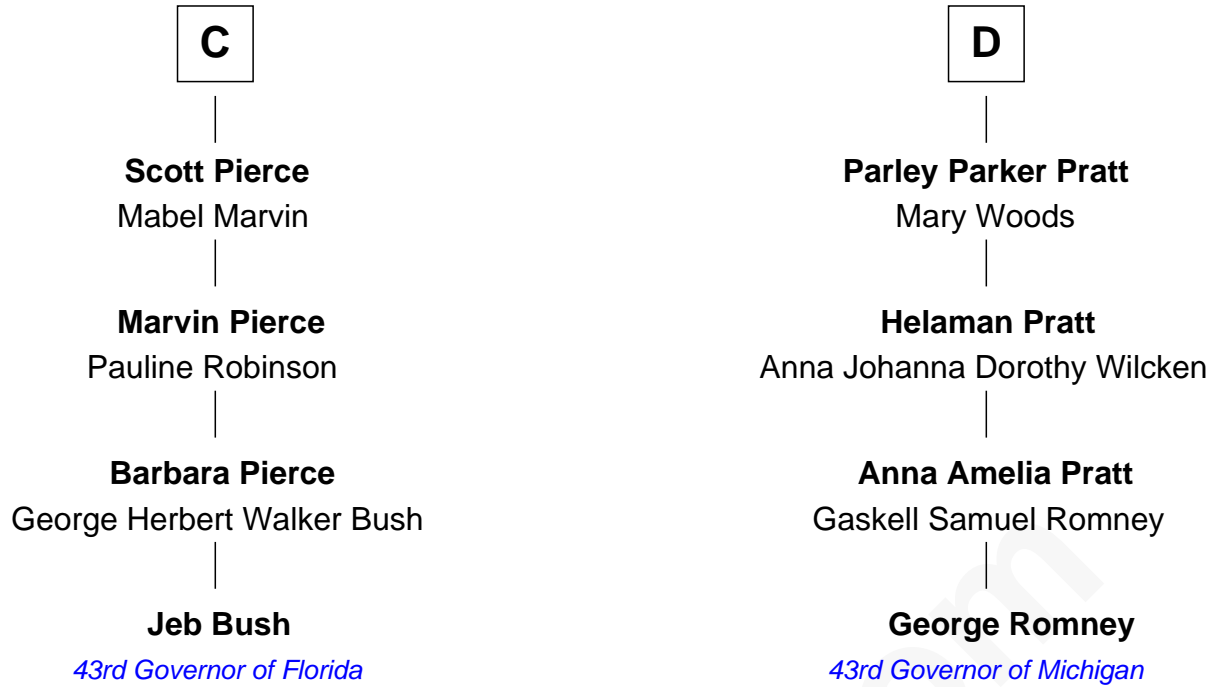 C
Scott Pierce
Mabel Marvin
Marvin Pierce
Pauline Robinson
Barbara Pierce
George Herbert Walker Bush
Jeb Bush
43rd Governor of Florida
D
Parley Parker Pratt
Mary Woods
Helaman Pratt
Anna Johanna Dorothy Wilcken
Anna Amelia Pratt
Gaskell Samuel Romney
George Romney
43rd Governor of Michigan